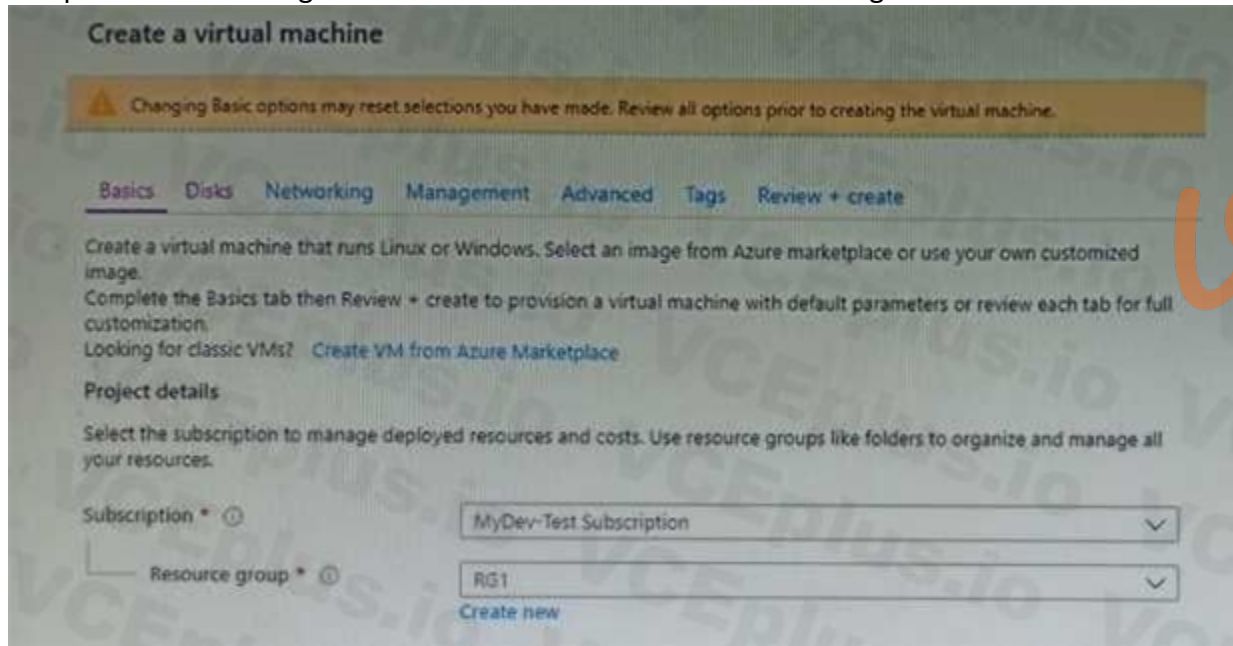 Create a virtual machine
Changing Basic options may reset selections you have made. Review all options prior to creating the virtual machine.
Basics Disks Networking Management Advanced Tags Review + create
Create a virtual machine that runs Linux or Windows. Select an image from Azure marketplace or use your own customized
image.
Complete the Basics tab then Review + create to provision a virtual machine with default parameters or review each tab for full
customization.
Looking for classic VMs? Create VM from Azure Marketplace
Project details
Select the subscription to manage deployed resources and costs. Use resource groups like folders to organize and manage all
your resources.
Subscription * MyDev-Test Subscription
Resource group * RG1
Create new
VCEplus.io